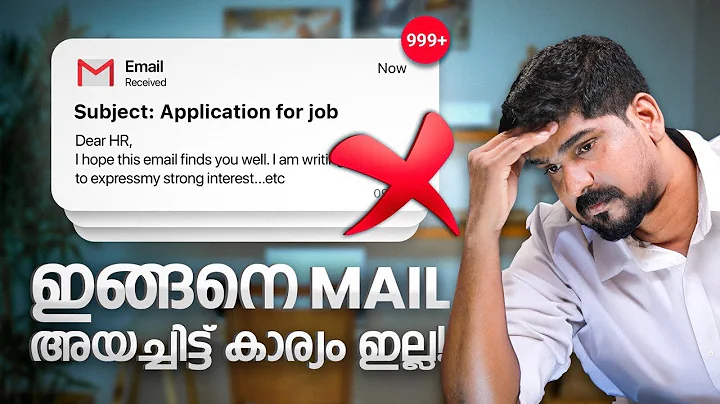 999+
Email
Received
Now
Subject: Application for job
Dear HR,
I hope this email finds you well. I am writi
to expressmy strong interest...etc
ഇങ്ങനെ MAIL
അയച്ചിട്ട് കാര്യം ഇല്ല!